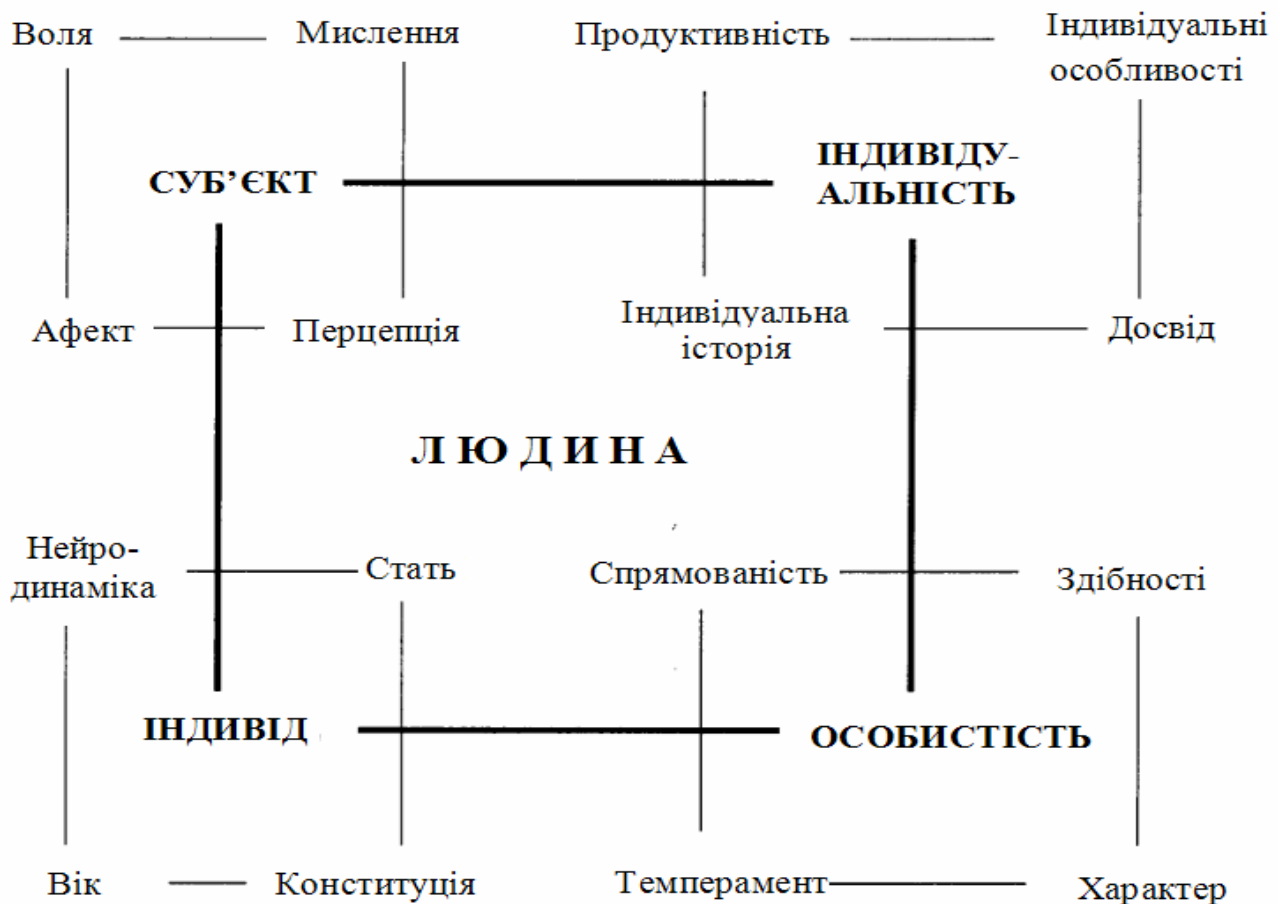 Воля
Мислення
Продуктивність
Індивідуальні
особливості
СУБ’ЄКТ
ІНДИВІДУ-
АЛЬНІСТЬ
Афект
Перцепція
Індивідуальна
історія
Досвід
ЛЮДИНА
Нейро-
динаміка
Стать
Спрямованість
Здібності
ІНДИВІД
ОСОБИСТІСТЬ
Вік
Конституція
Темперамент
Характер